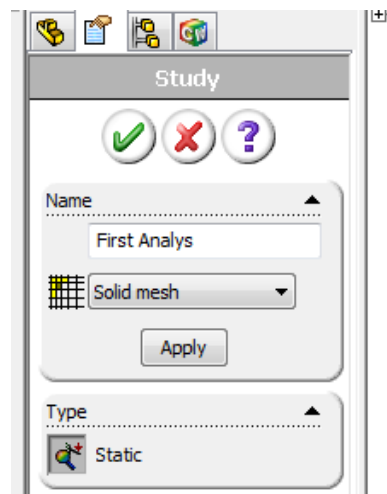 Study
?
Name
First Analys
Solid mesh
Apply
Type
Static